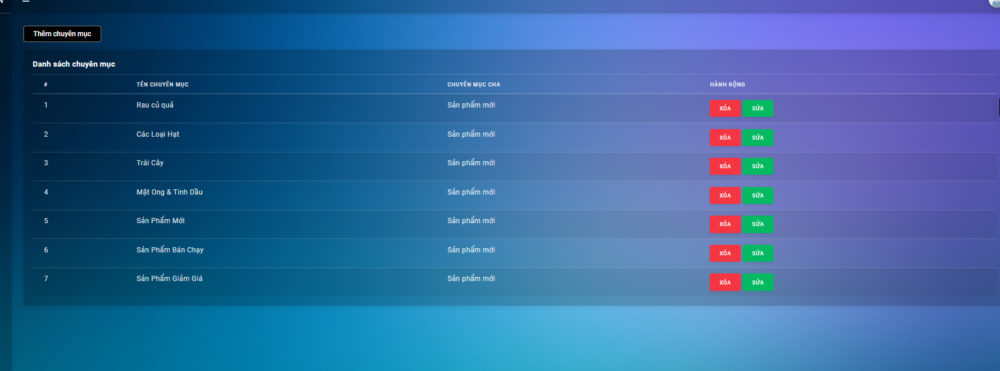 Thêm chuyên mục
Danh sách chuyên mục
# TÊN CHUYÊN MỤC CHUYÊN MỤC CHA HÀNH ĐỘNG
1 Rau củ quả Sản phẩm mới XÓA SỬA
2 Các Loại Hạt Sản phẩm mới XÓA SỬA
3 Trái Cây Sản phẩm mới XÓA SỬA
4 Mật Ong & Tinh Dầu Sản phẩm mới XÓA SỬA
5 Sản Phẩm Mới Sản phẩm mới XÓA SỬA
6 Sản Phẩm Bán Chạy Sản phẩm mới XÓA SỬA
7 Sản Phẩm Giảm Giá Sản phẩm mới XÓA SỬA